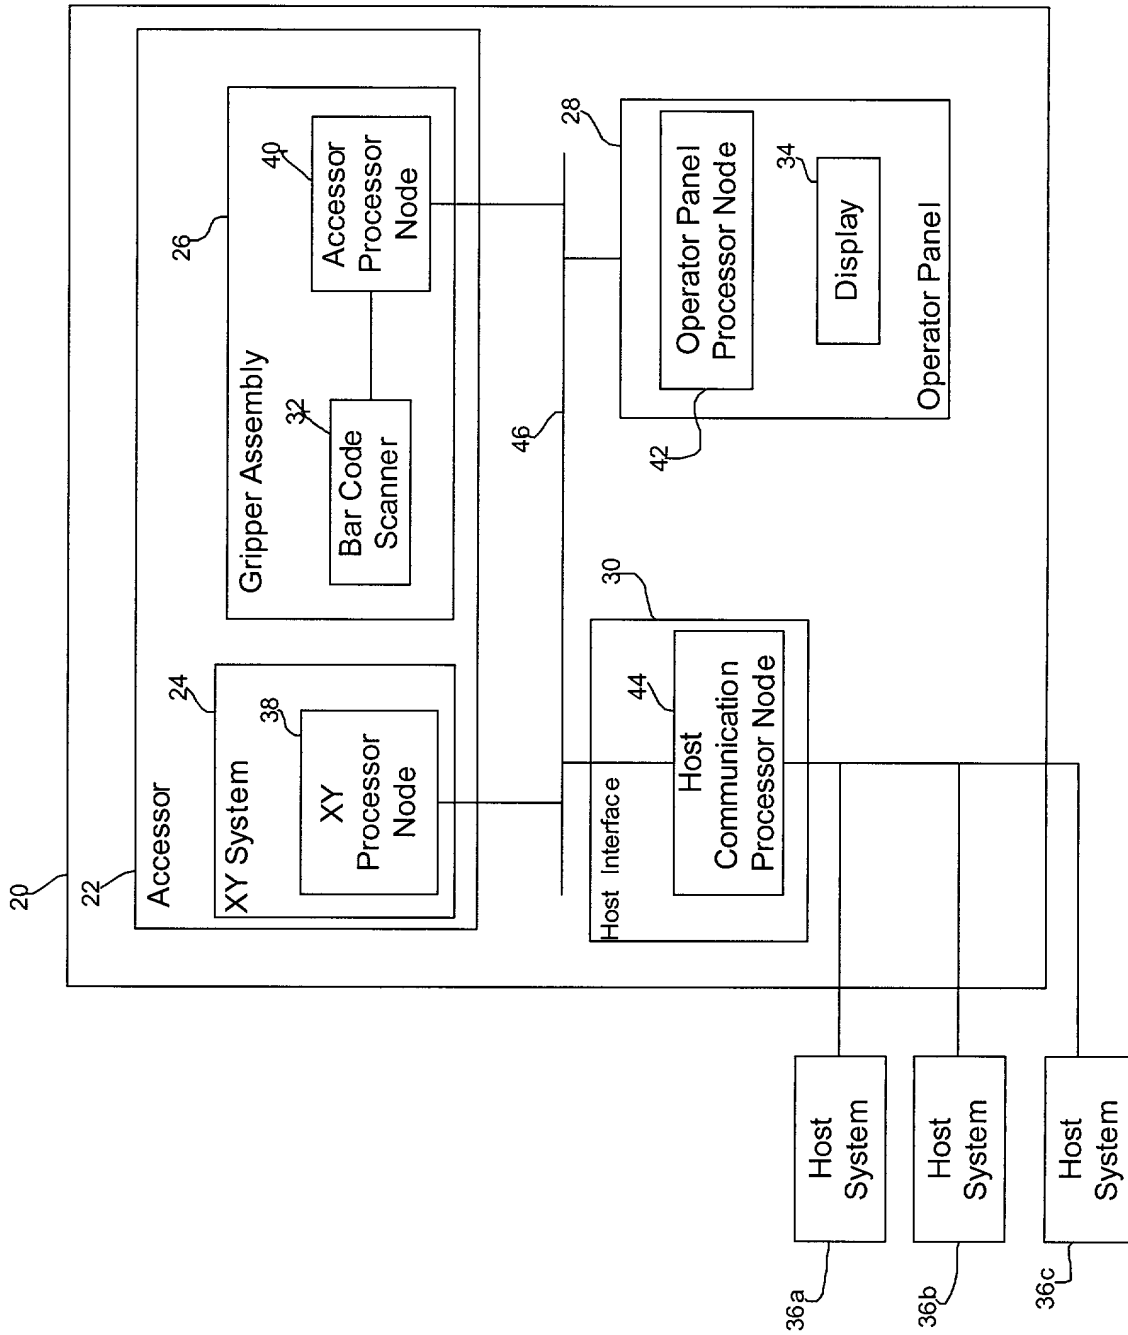 20
22
Accessor
24
XY System
38
XY
Processor
Node
26
Gripper Assembly
32
Bar Code
Scanner
40
Accessor
Processor
Node
46
30
Host Interface
44
Host
Communication
Processor Node
28
42
Operator Panel
Processor Node
34
Display
Operator Panel
36a
Host
System
36b
Host
System
36c
Host
System